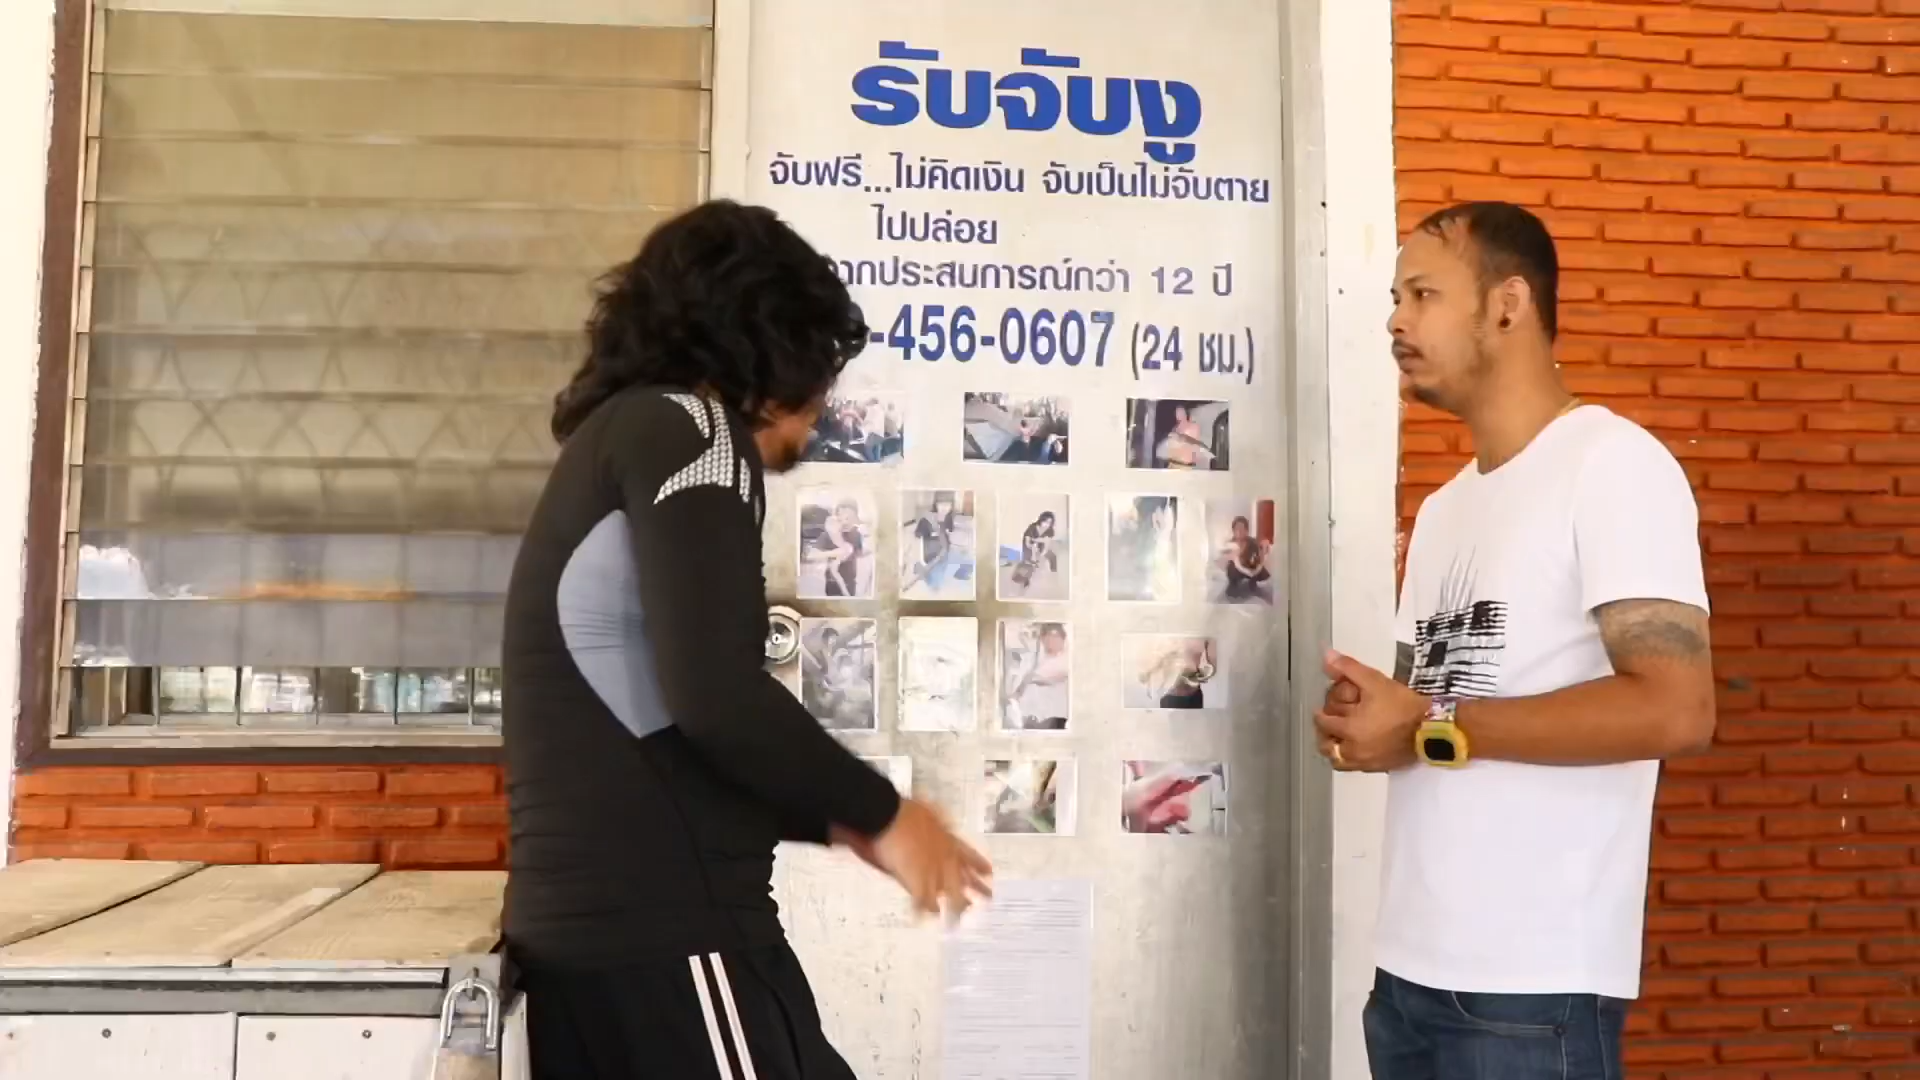 รับจับงู
จับฟรี...ไม่คิดเงิน จับเป็นไม่จับตาย
ไปปล่อย
ากประสบการณ์กว่า 12 ปี
-456-0607 (24 ชม.)